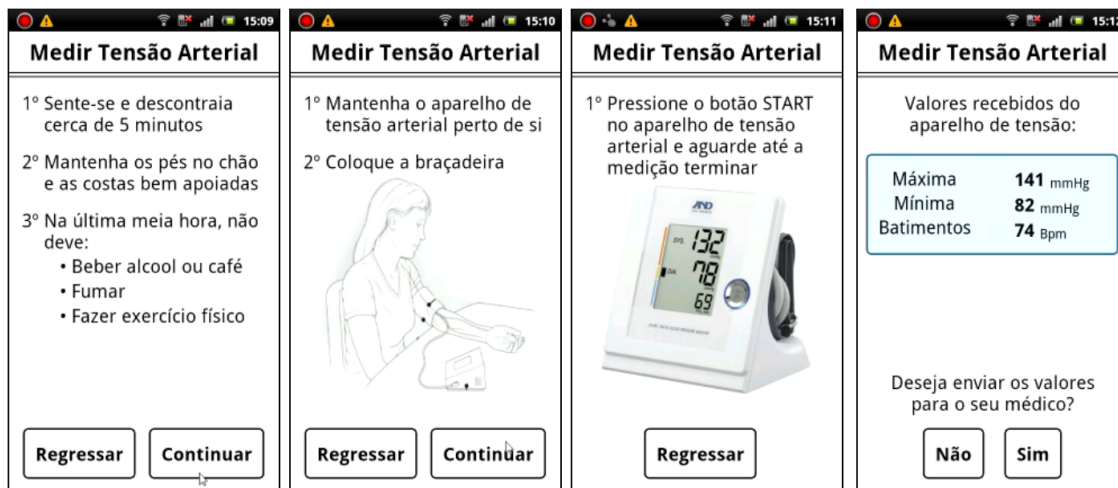 15:09
Medir Tensão Arterial
1º Sente-se e descontraia
cerca de 5 minutos
2º Mantenha os pés no chão
e as costas bem apoiadas
3º Na última meia hora, não
deve:
• Beber alcool ou café
• Fumar
• Fazer exercício físico
Regressar
Continuar
15:10
Medir Tensão Arterial
1º Mantenha o aparelho de
tensão arterial perto de si
2º Coloque a braçadeira
Regressar
Continuar
15:11
Medir Tensão Arterial
1º Pressione o botão START
no aparelho de tensão
arterial e aguarde até a
medição terminar
AND
SYS. 132
DIA 78
69
Regressar
Medir Tensão Arterial
Valores recebidos do
aparelho de tensão:
Máxima 141 mmHg
Mínima 82 mmHg
Batimentos 74 Bpm
Deseja enviar os valores
para o seu médico?
Não
Sim